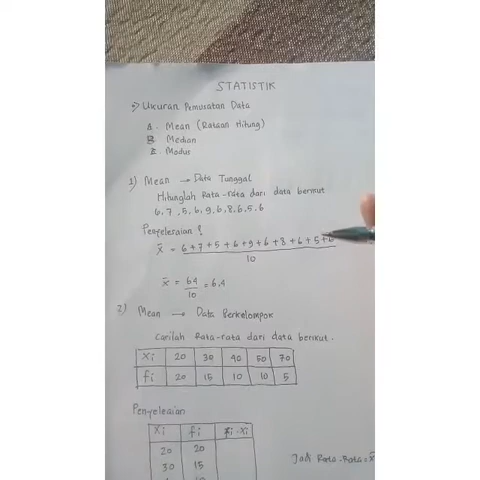 STATISTIK
Ukuran Pemusatan Data
A. Mean (Rataan Hitung)
B. Median
C. Modus
1) Mean → Data Tunggal
Hitunglah Rata-rata dari data berikut
6, 7, 5, 6, 9, 6, 8, 6, 5, 6
Penyelesaian :
x̄ = 6+7+5+6+9+6+8+6+5+6
10
x̄ = 64 = 6,4
10
2) Mean → Data Berkelompok
Carilah Rata-rata dari data berikut.
Xi 20 30 40 50 70
fi 20 15 10 10 5
Penyelesaian
Xi fi fi.xi
20 20
30 15
Jadi Rata-Rata = x̄